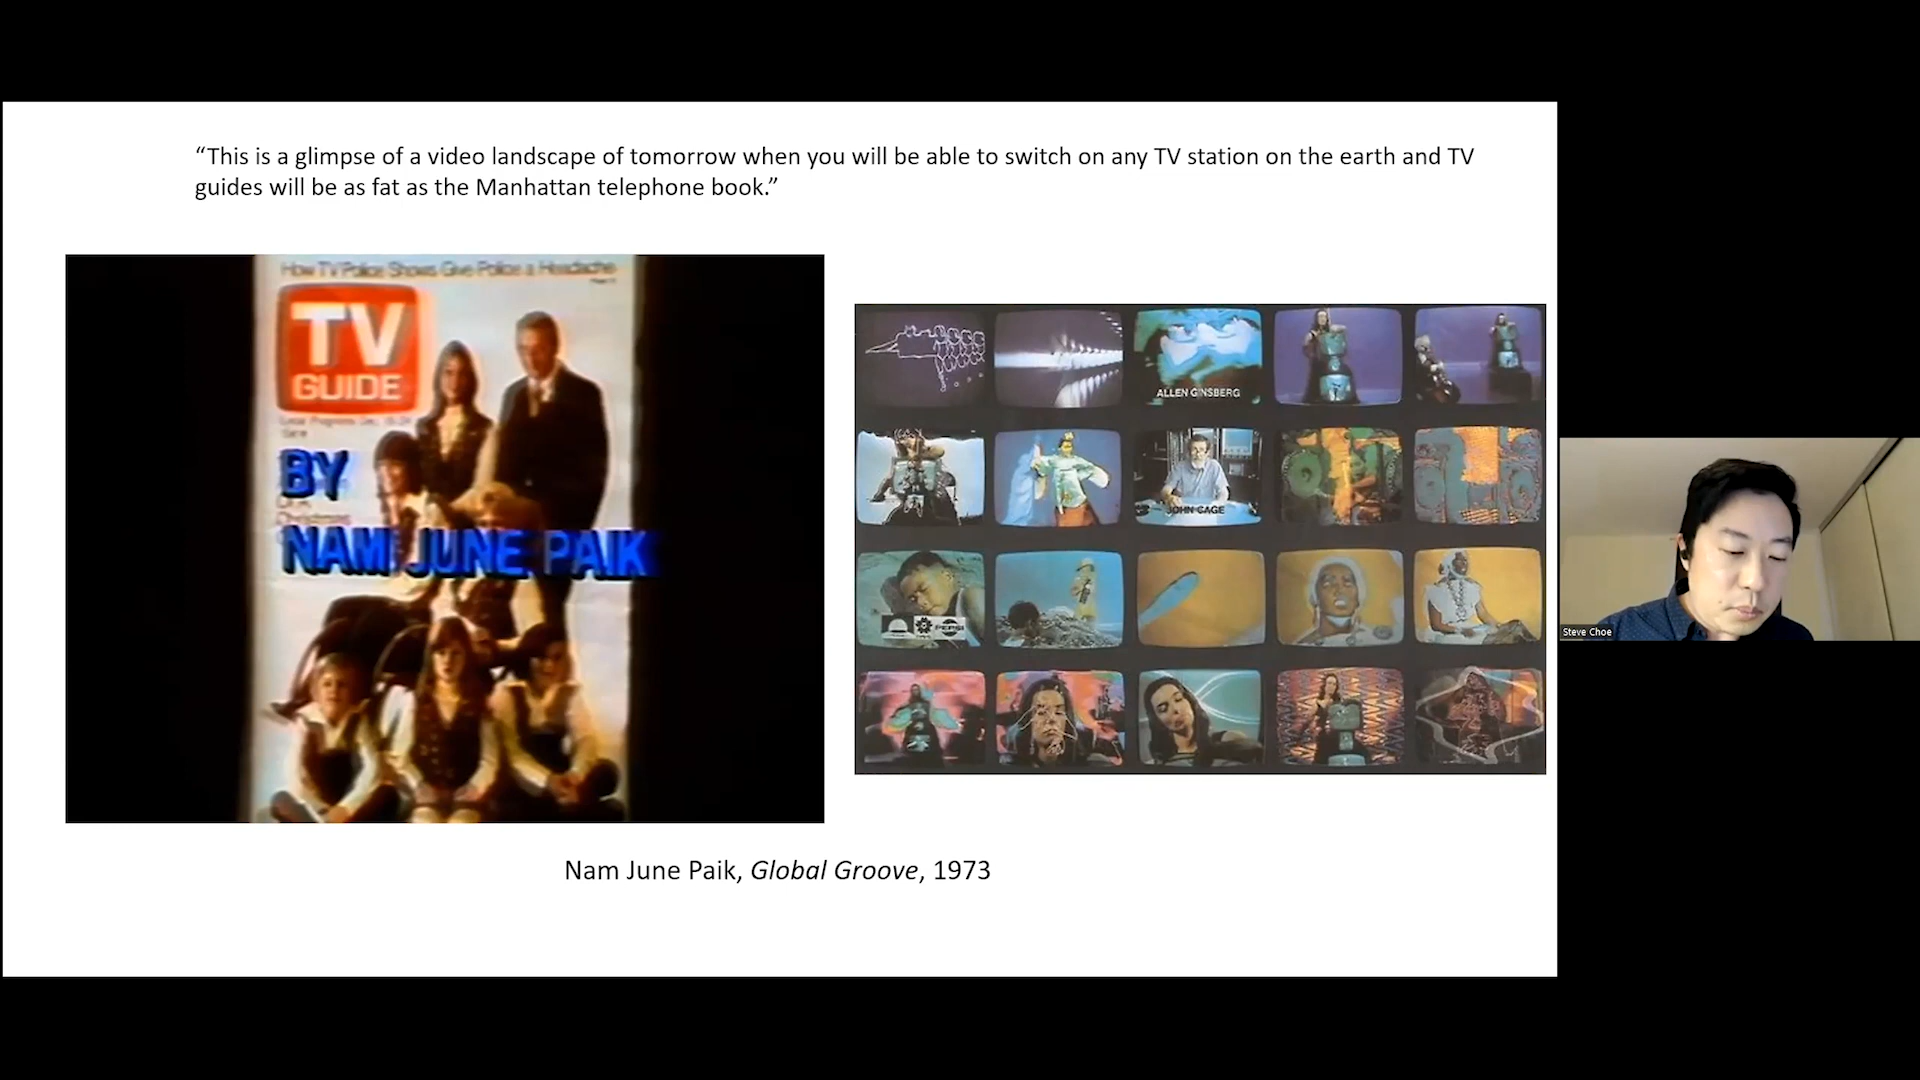 “This is a glimpse of a video landscape of tomorrow when you will be able to switch on any TV station on the earth and TV
guides will be as fat as the Manhattan telephone book.”
How TV Police Shows Give Police a Headache
TV
GUIDE
BY
NAM JUNE PAIK
ALLEN GINSBERG
JOHN CAGE
PEPSI
Nam June Paik, Global Groove, 1973
Steve Choe